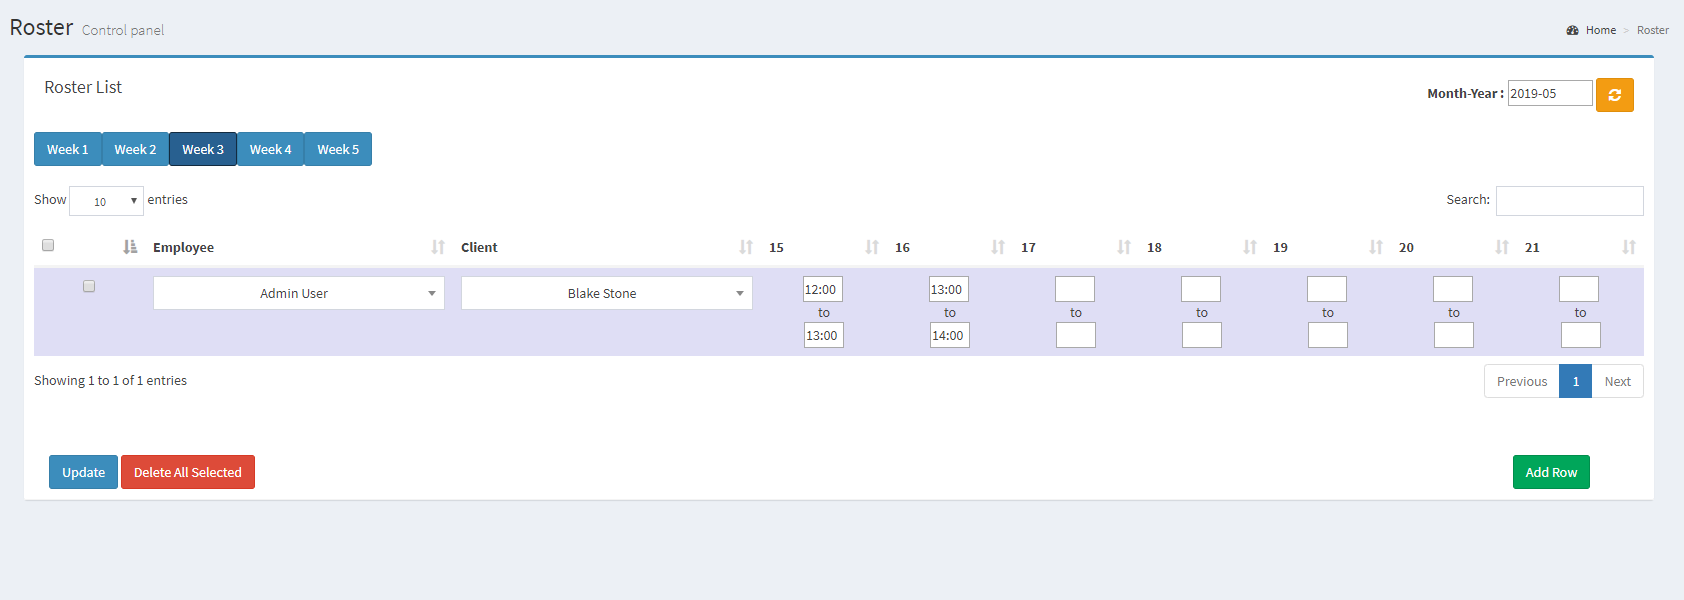 Roster Control panel
Home > Roster
Roster List
Month-Year : 2019-05
Week 1 Week 2 Week 3 Week 4 Week 5
Show 10 entries
Search:
Employee Client 15 16 17 18 19 20 21
Admin User Blake Stone 12:00 13:00
to to to to to to to
13:00 14:00
Showing 1 to 1 of 1 entries
Previous 1 Next
Update Delete All Selected Add Row